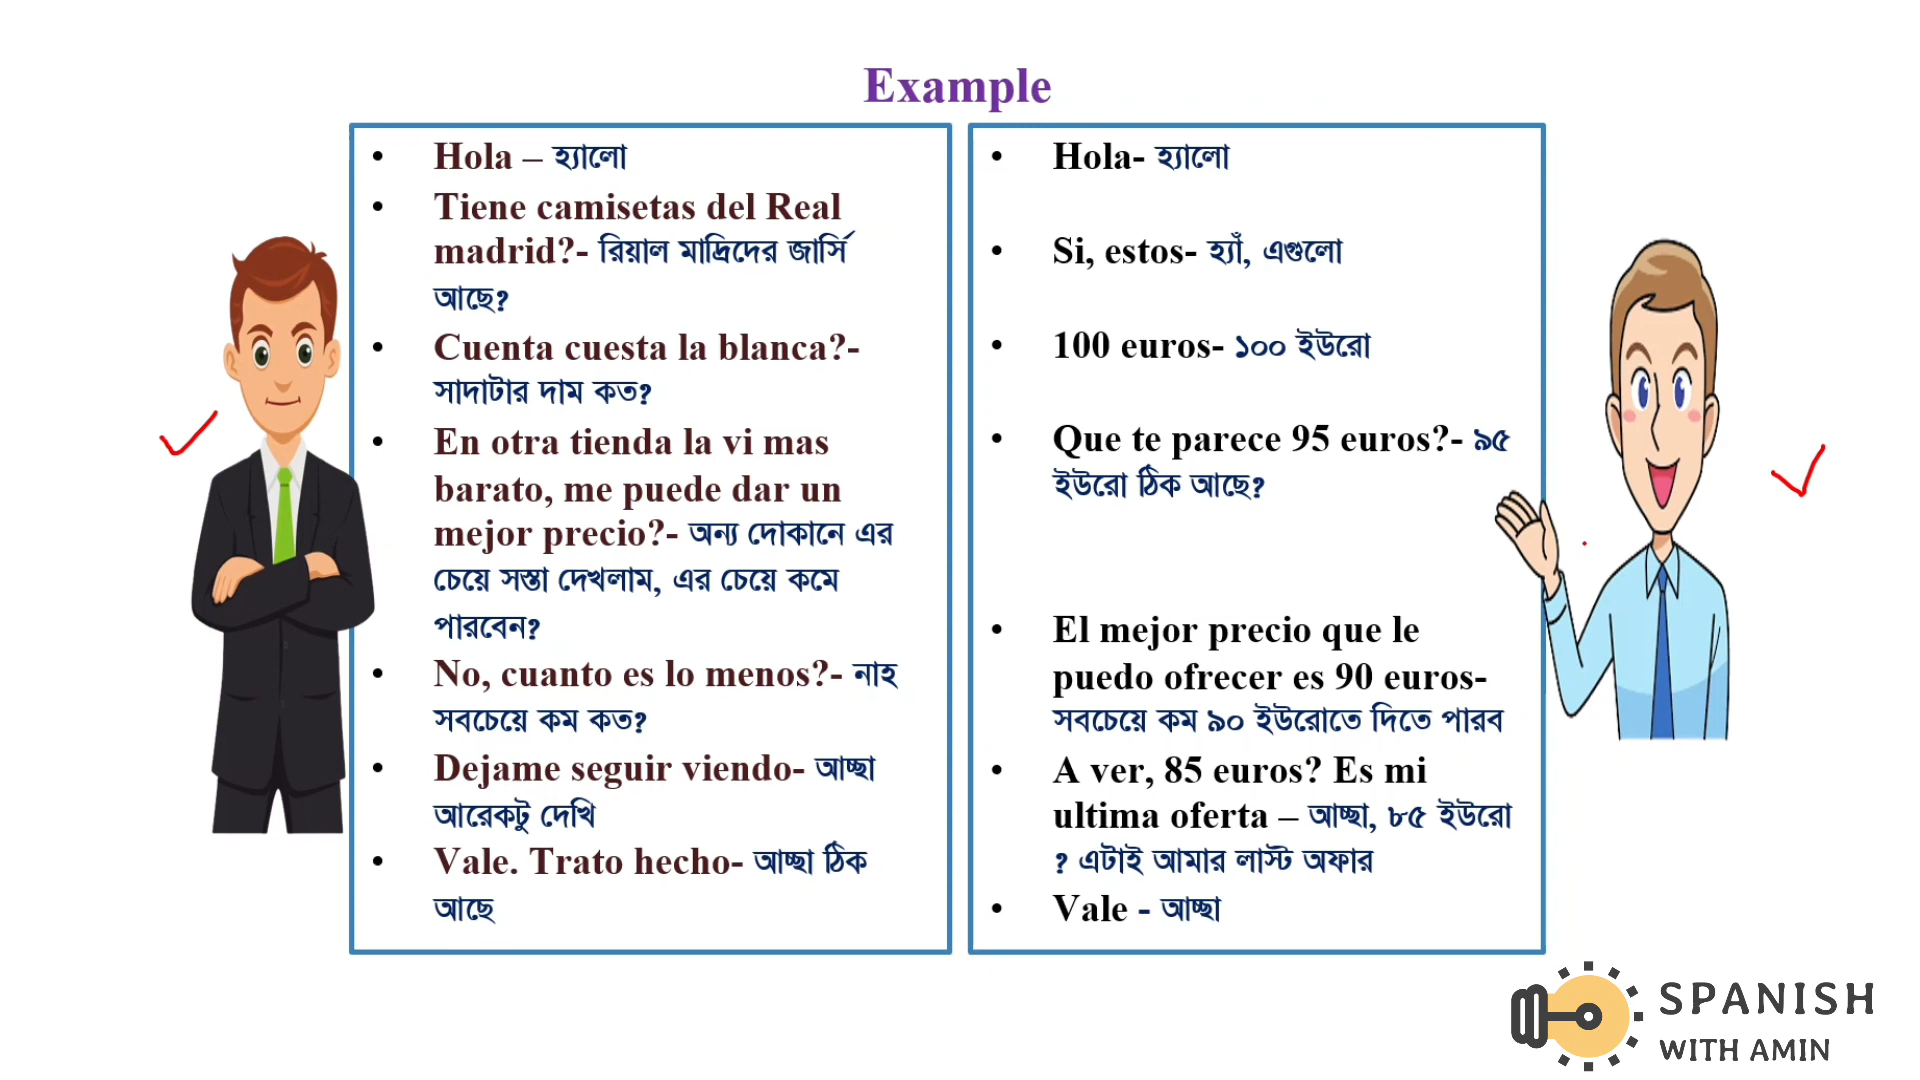 Example
• Hola – হ্যালো
• Tiene camisetas del Real
madrid?- রিয়াল মাদ্রিদের জার্সি
আছে?
• Cuenta cuesta la blanca?-
সাদাটার দাম কত?
• En otra tienda la vi mas
barato, me puede dar un
mejor precio?- অন্য দোকানে এর
চেয়ে সস্তা দেখলাম, এর চেয়ে কমে
পারবেন?
• No, cuanto es lo menos?- নাহ
সবচেয়ে কম কত?
• Dejame seguir viendo- আচ্ছা
আরেকটু দেখি
• Vale. Trato hecho- আচ্ছা ঠিক
আছে
• Hola- হ্যালো
• Si, estos- হ্যাঁ, এগুলো
• 100 euros- ১০০ ইউরো
• Que te parece 95 euros?- ৯৫
ইউরো ঠিক আছে?
• El mejor precio que le
puedo ofrecer es 90 euros-
সবচেয়ে কম ৯০ ইউরোতে দিতে পারব
• A ver, 85 euros? Es mi
ultima oferta – আচ্ছা, ৮৫ ইউরো
? এটাই আমার লাস্ট অফার
• Vale - আচ্ছা
SPANISH
WITH AMIN